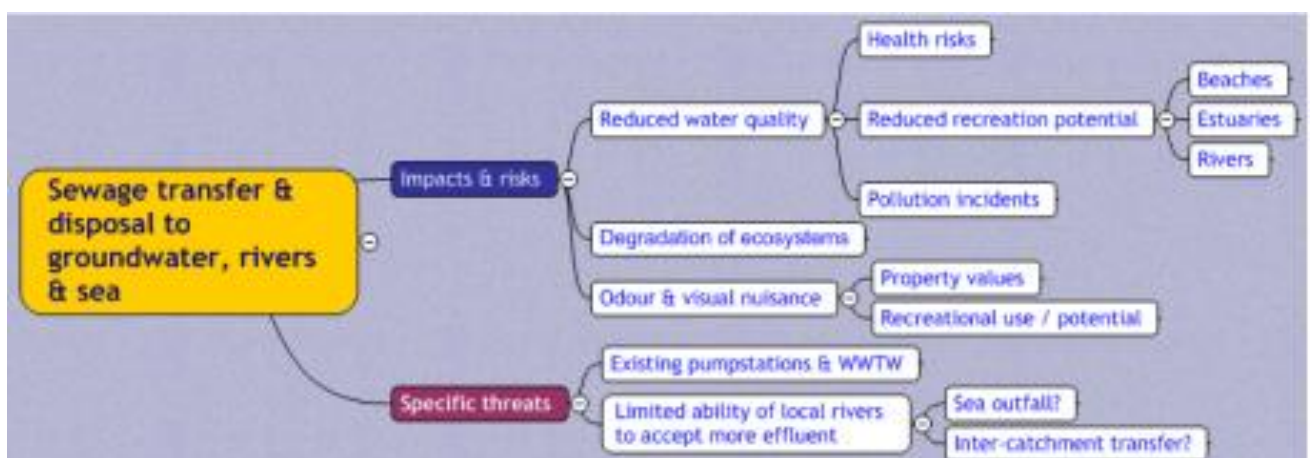 Sewage transfer &
disposal to
groundwater, rivers
& sea
Impacts & risks
Reduced water quality
Health risks
Reduced recreation potential
Beaches
Estuaries
Rivers
Pollution incidents
Degradation of ecosystems
Odour & visual nuisance
Property values
Recreational use / potential
Specific threats
Existing pumpstations & WWTW
Limited ability of local rivers
to accept more effluent
Sea outfall?
Inter-catchment transfer?